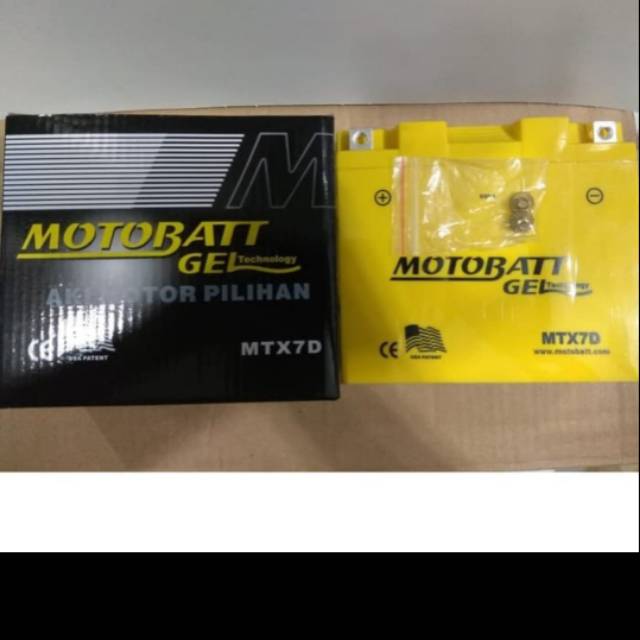 M
MOTOBATT
GEL Technology
AKI MOTOR PILIHAN
CE USA PATENT MTX7D
+ −
MOTOBATT
GEL Technology
CE USA PATENT MTX7D
www.motobatt.com